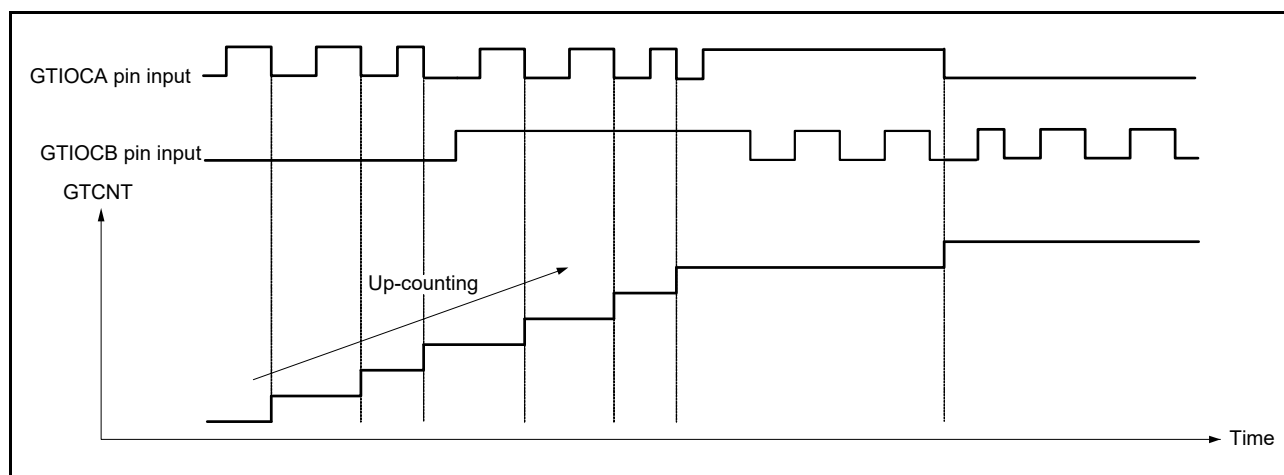 GTIOCA pin input
GTIOCB pin input
GTCNT
Up-counting
Time